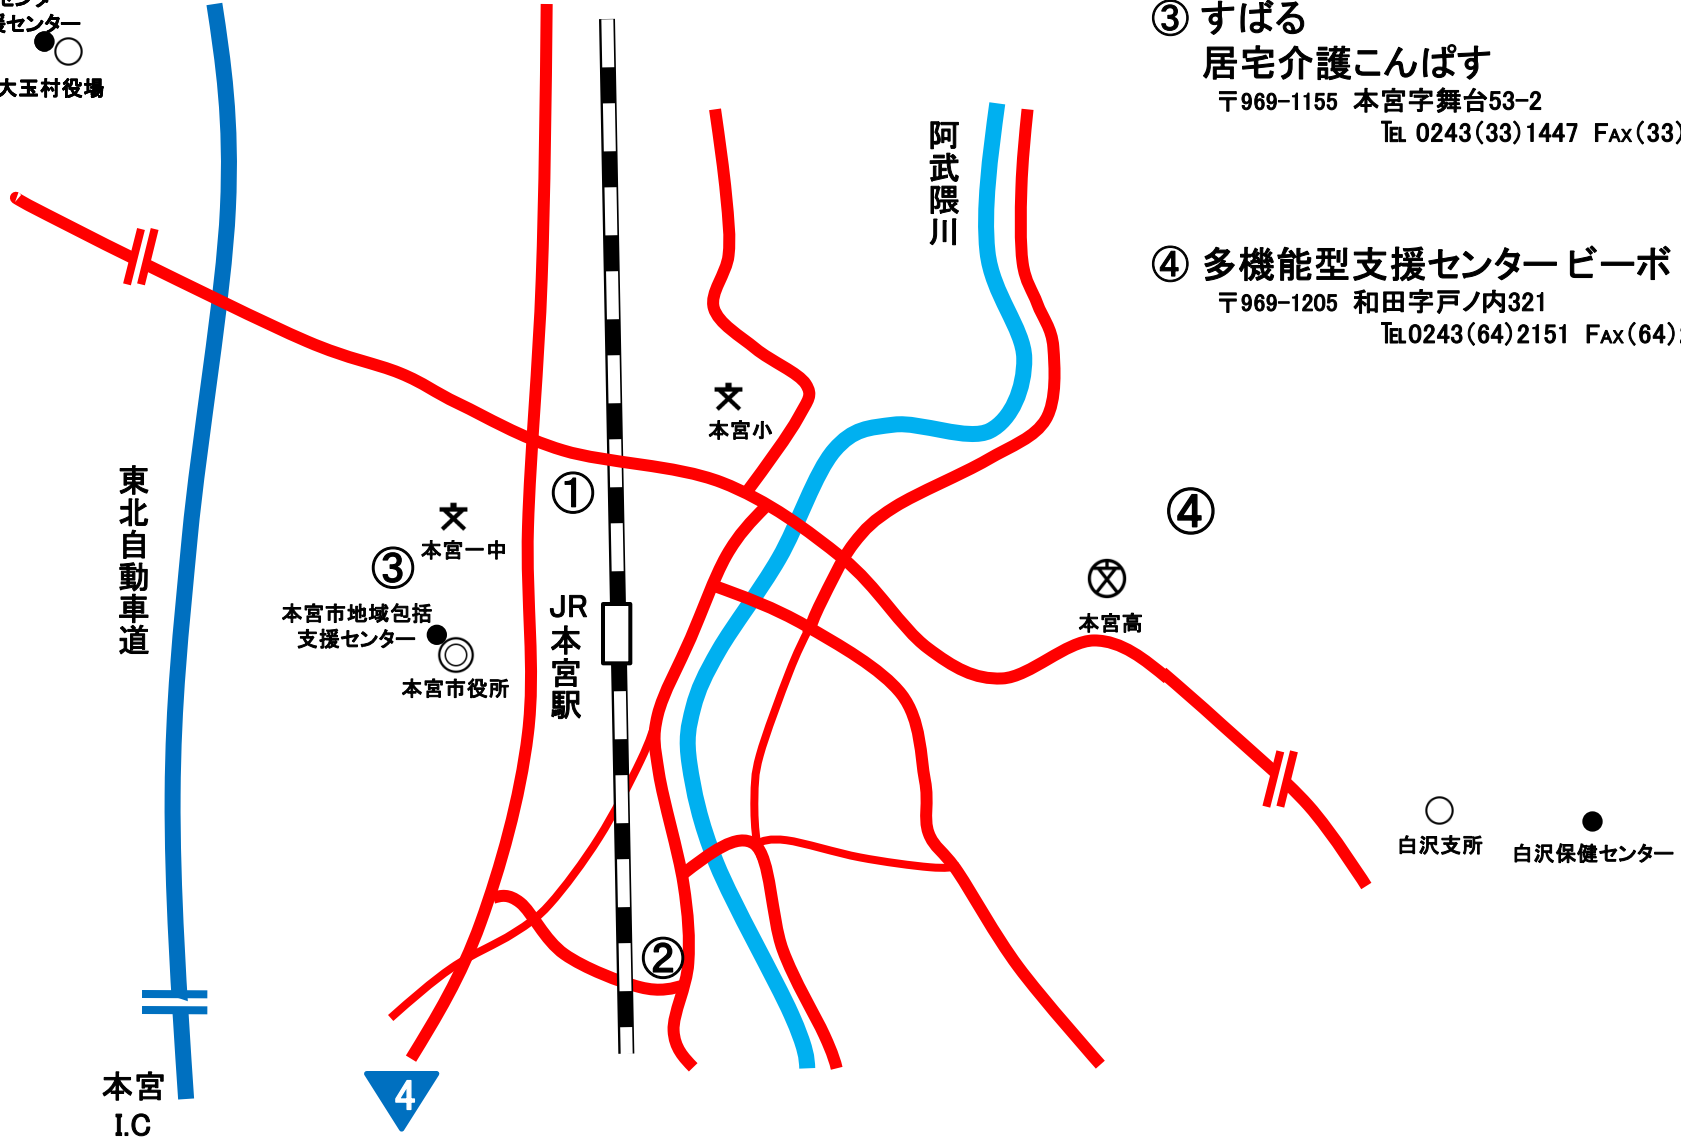 援センター
大玉村役場
③ すばる
居宅介護こんぱす
〒969-1155 本宮字舞台53-2
℡ 0243(33)1447 FAX(33)
阿武隈川
④ 多機能型支援センター ビーボ
〒969-1205 和田字戸ノ内321
℡0243(64)2151 FAX(64)
本宮小
①
東北自動車道
④
本宮一中
③
本宮市地域包括
支援センター
本宮市役所
JR
本宮駅
本宮高
白沢支所
白沢保健センター
②
本宮
I.C
4